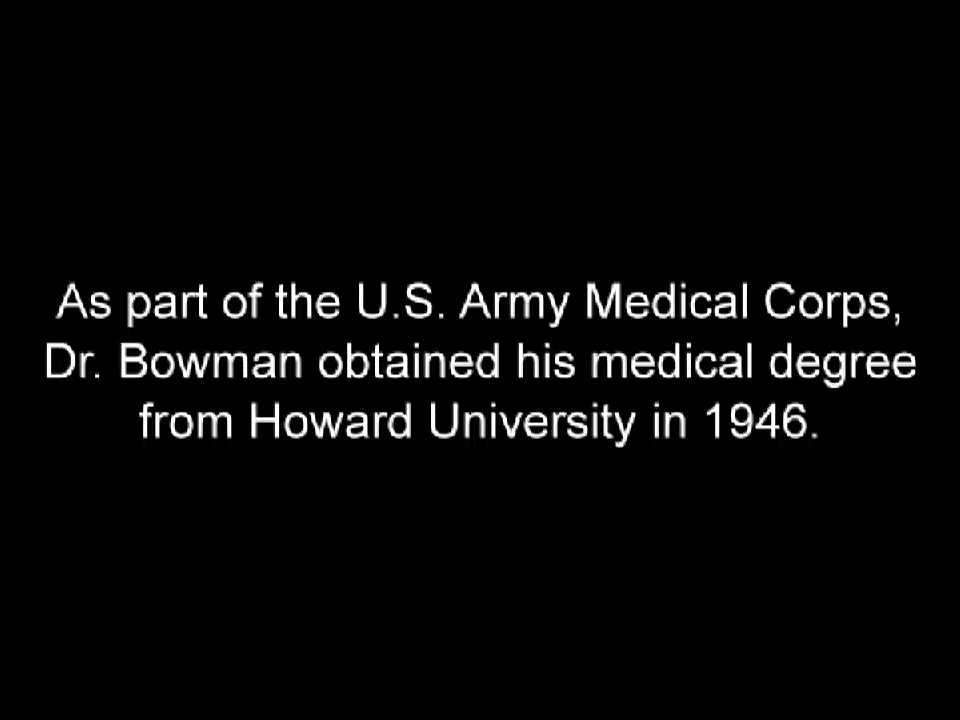 As part of the U.S. Army Medical Corps,
Dr. Bowman obtained his medical degree
from Howard University in 1946.